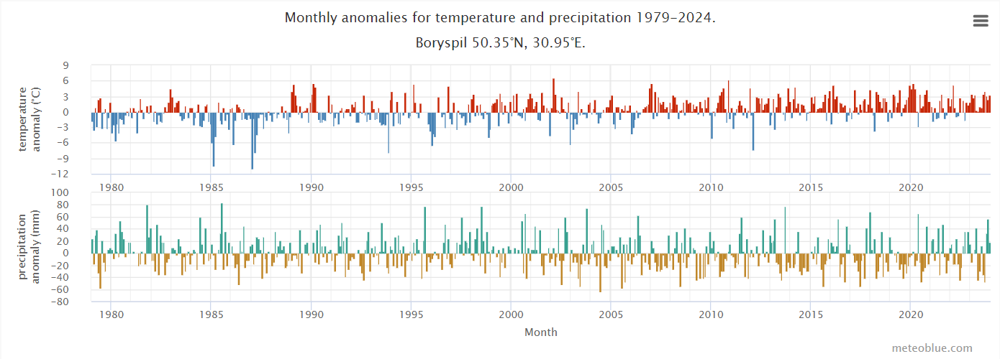 Monthly anomalies for temperature and precipitation 1979-2024.
Boryspil 50.35°N, 30.95°E.
temperature
anomaly (°C)
9
6
3
0
−3
−6
−9
−12
1980 1985 1990 1995 2000 2005 2010 2015 2020
precipitation
anomaly (mm)
100
80
60
40
20
0
−20
−40
−60
−80
1980 1985 1990 1995 2000 2005 2010 2015 2020
Month
meteoblue.com